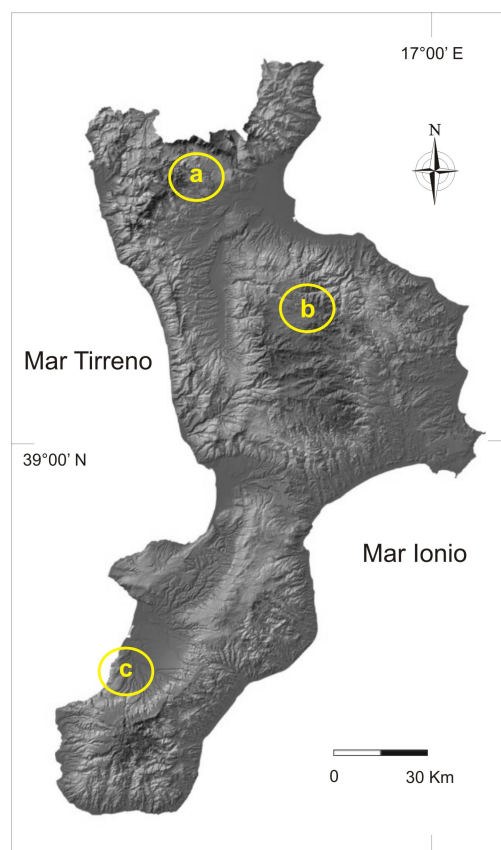 17°00' E
N
a
b
Mar Tirreno
39°00' N
Mar Ionio
c
0 30 Km